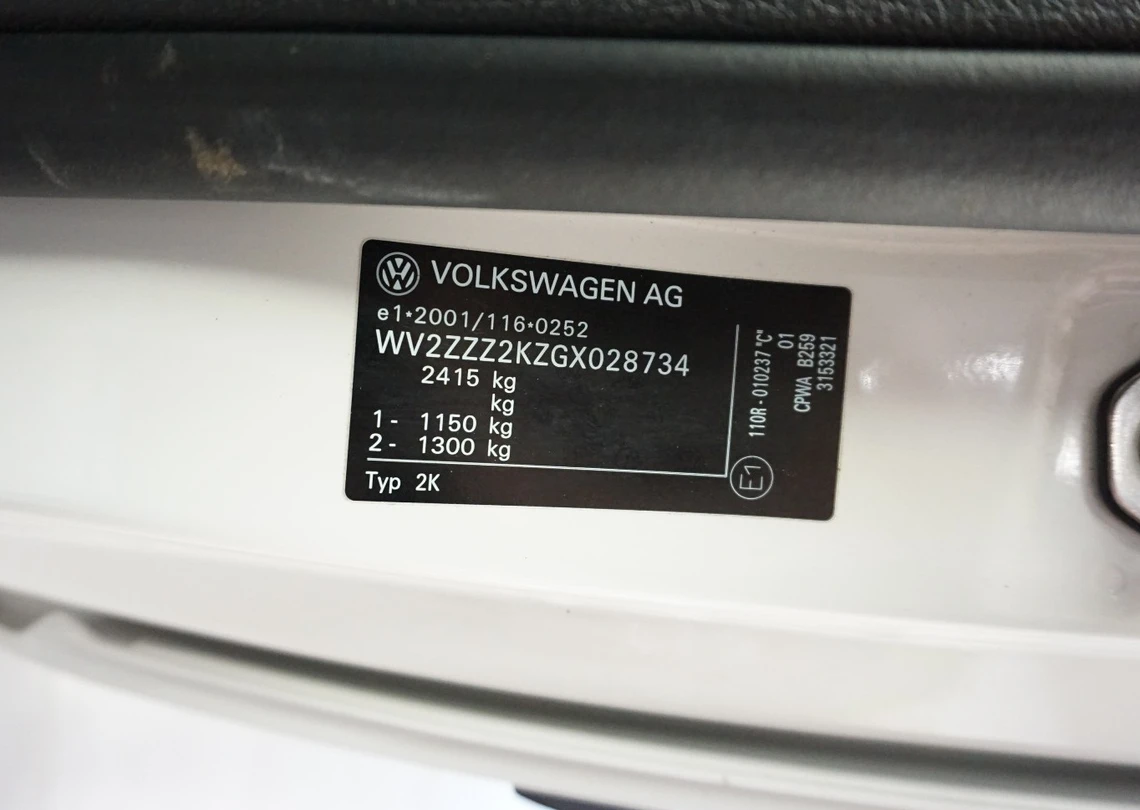 VOLKSWAGEN AG
e1*2001/116*0252
WV2ZZZ2KZGX028734
2415 kg
kg
1- 1150 kg
2- 1300 kg
Typ 2K
110R-010237 "C"
01
CPWA B259
3153321
E1